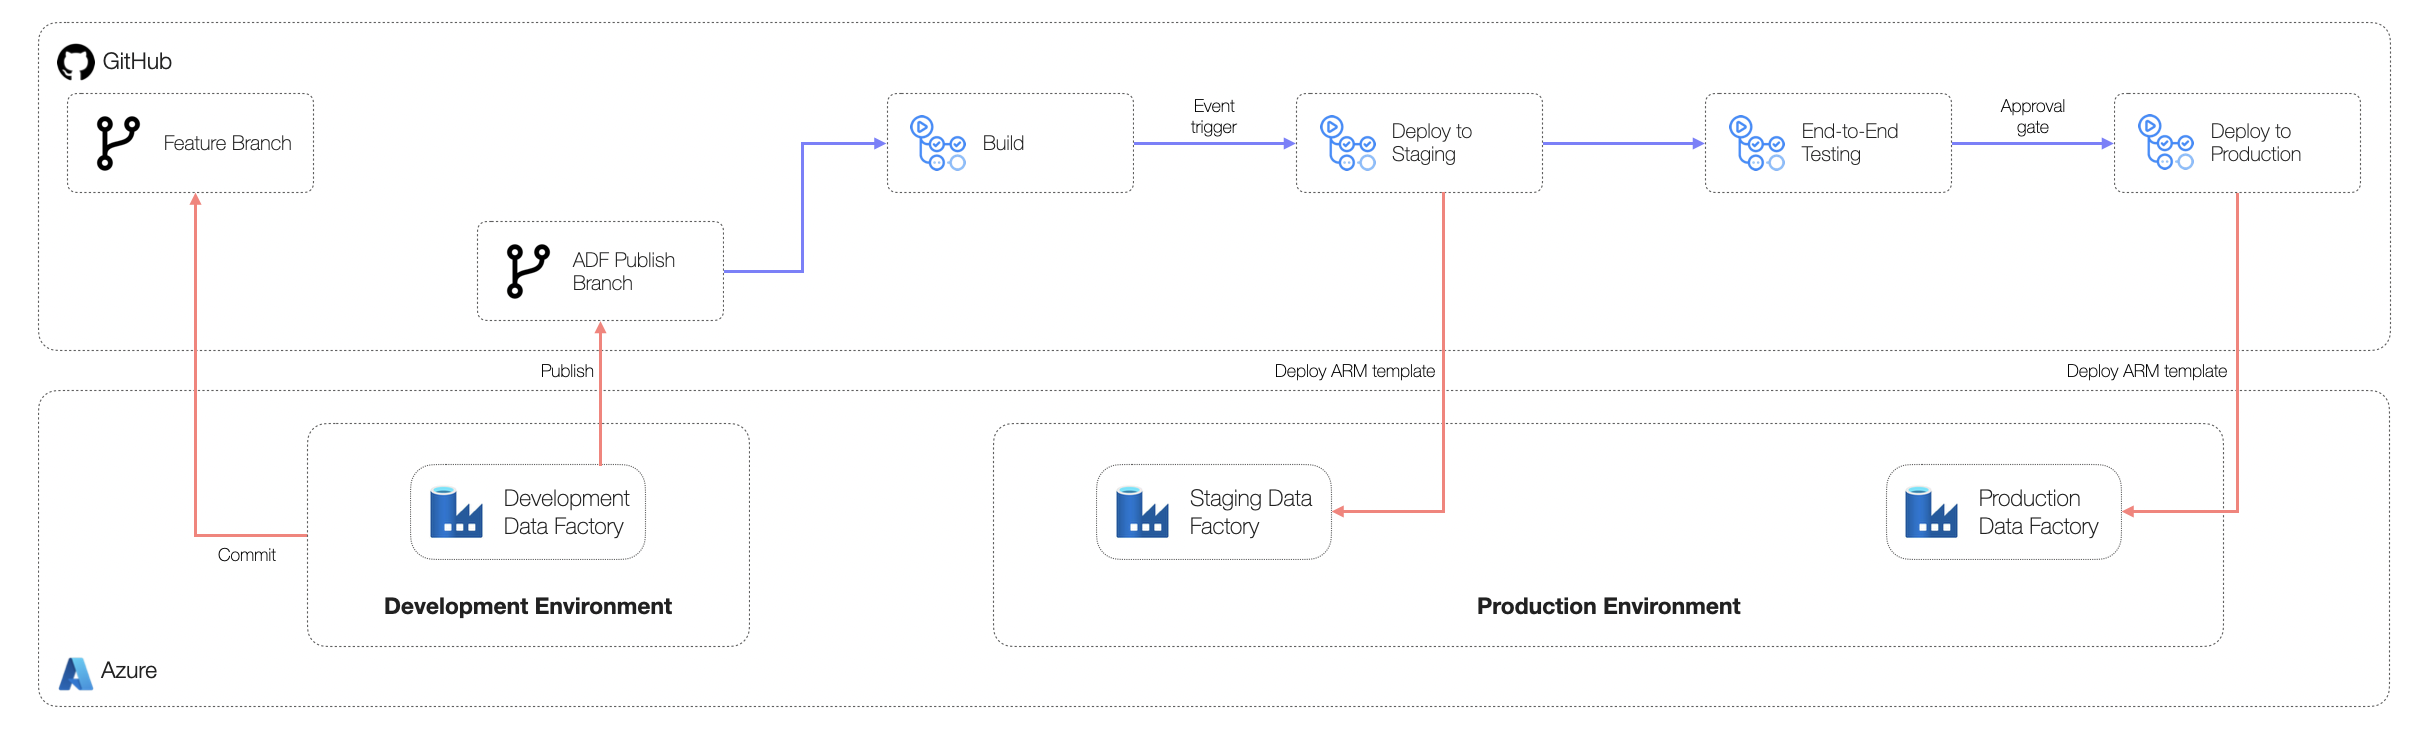 GitHub
Feature Branch
ADF Publish
Branch
Build
Event
trigger
Deploy to
Staging
End-to-End
Testing
Approval
gate
Deploy to
Production
Publish
Deploy ARM template
Deploy ARM template
Commit
Development
Data Factory
Development Environment
Staging Data
Factory
Production
Data Factory
Production Environment
Azure